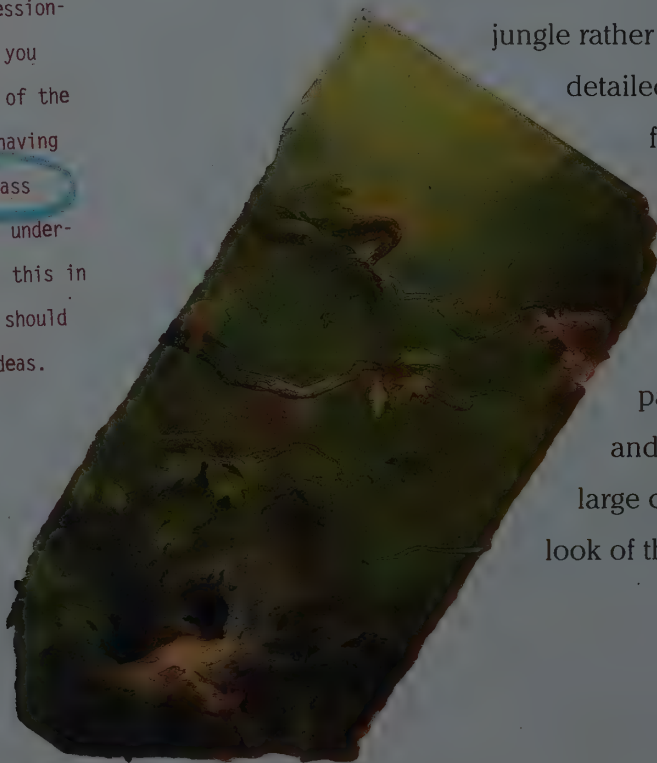 ession-
you
of the
having
ass
under-
this in
should
deas.
jungle rather
detailed
f
pa
and
large
look of th